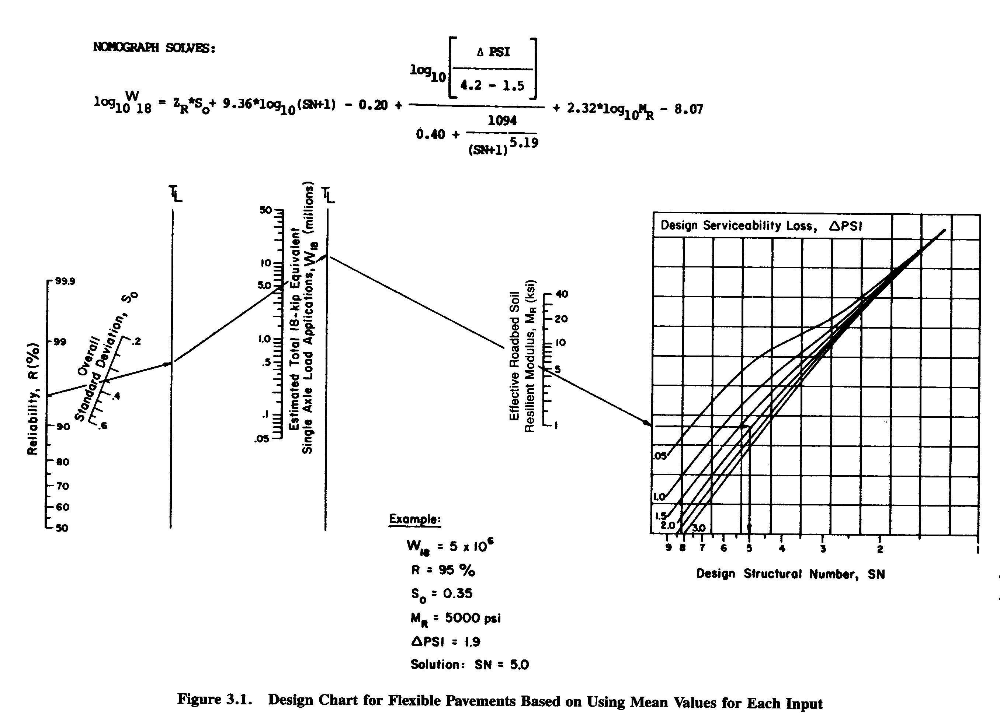 NOMOGRAPH SOLVES:
log10 W18 = ZR*So + 9.36*log10(SN+1) - 0.20 + log10[Δ PSI / 4.2 - 1.5] / 0.40 + 1094 / (SN+1)^5.19 + 2.32*log10MR - 8.07
TL
TL
Reliability, R (%)
99.9
99
90
80
70
60
50
Overall
Standard Deviation, So
.2
.4
.6
50
10
5.0
1.0
.5
.1
.05
Estimated Total 18-kip Equivalent
Single Axle Load Applications, W18 (millions)
Effective Roadbed Soil
Resilient Modulus, MR (ksi)
40
20
10
5
1
Design Serviceability Loss, ΔPSI
.05
1.0
1.5
2.0
3.0
9 8 7 6 5 4 3 2 1
Design Structural Number, SN
Example:
W18 = 5 x 10^6
R = 95 %
So = 0.35
MR = 5000 psi
ΔPSI = 1.9
Solution: SN = 5.0
Figure 3.1. Design Chart for Flexible Pavements Based on Using Mean Values for Each Input